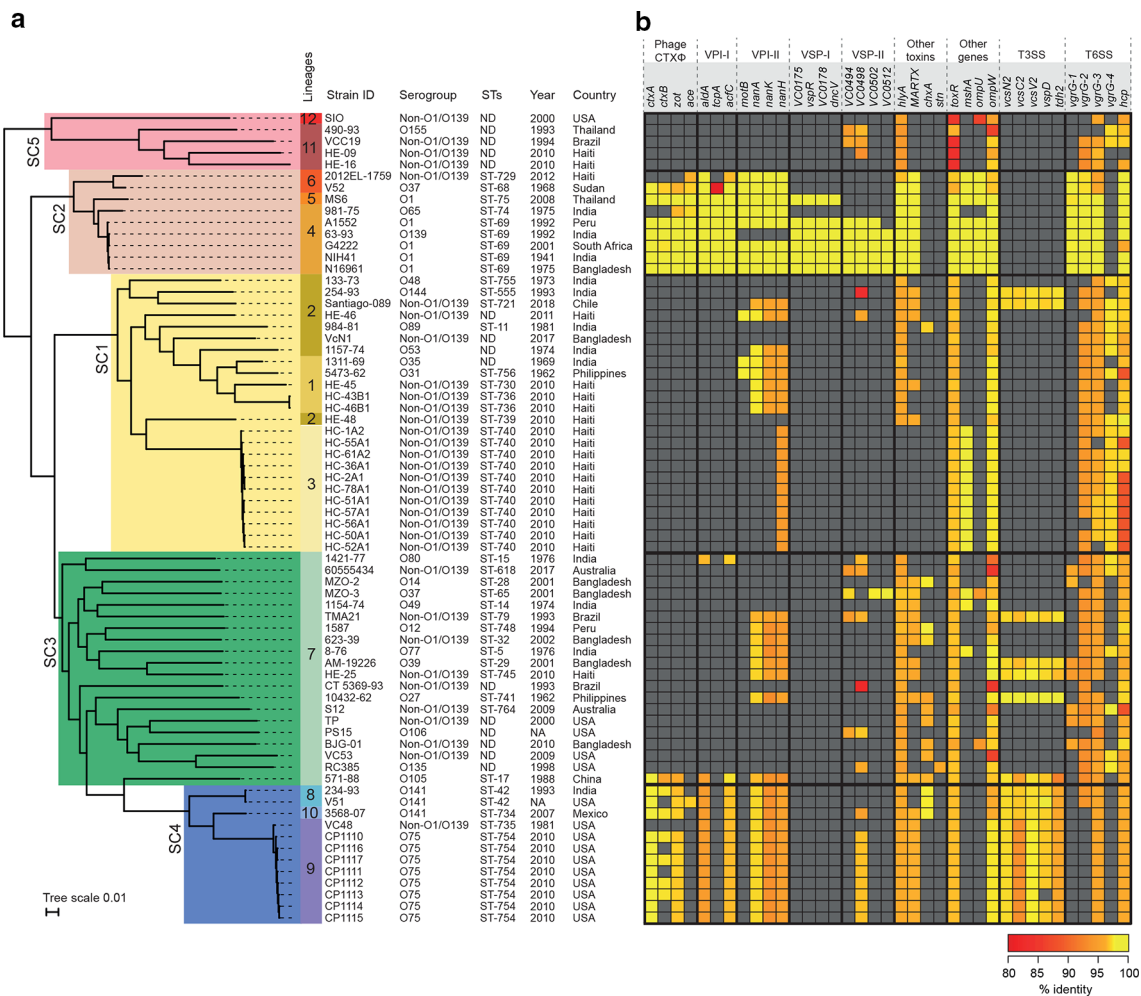 a
b
Phage CTXΦ VPI-I VPI-II VSP-I VSP-II Other toxins Other genes T3SS T6SS
ctxA ctxB zot ace aldA tcpA acfC motB nanA nanK nanH VC0175 vspR VC0178 dncV VC0494 VC0498 VC0502 VC0512 hlyA MARTX chxA stn toxR mshA ompU ompW vcsN2 vcsC2 vcsV2 vspD tdh2 vgrG-1 vgrG-2 vgrG-3 vgrG-4 hcp
Lineages Strain ID Serogroup STs Year Country
12 SIO Non-O1/O139 ND 2000 USA
490-93 O155 ND 1993 Thailand
11 VCC19 Non-O1/O139 ND 1994 Brazil
HE-09 Non-O1/O139 ND 2010 Haiti
HE-16 Non-O1/O139 ND 2010 Haiti
SC5
6 2012EL-1759 Non-O1/O139 ST-729 2012 Haiti
V52 O37 ST-68 1968 Sudan
5 MS6 O1 ST-75 2008 Thailand
981-75 O65 ST-74 1975 India
A1552 O1 ST-69 1992 Peru
4 63-93 O139 ST-69 1992 India
G4222 O1 ST-69 2001 South Africa
NIH41 O1 ST-69 1941 India
N16961 O1 ST-69 1975 Bangladesh
SC2
133-73 O48 ST-755 1973 India
254-93 O144 ST-555 1993 India
Santiago-089 Non-O1/O139 ST-721 2018 Chile
2 HE-46 Non-O1/O139 ND 2011 Haiti
984-81 O89 ST-11 1981 India
VcN1 Non-O1/O139 ND 2017 Bangladesh
1157-74 O53 ND 1974 India
1311-69 O35 ND 1969 India
5473-62 O31 ST-756 1962 Philippines
1 HE-45 Non-O1/O139 ST-730 2010 Haiti
HC-43B1 Non-O1/O139 ST-736 2010 Haiti
HC-46B1 Non-O1/O139 ST-736 2010 Haiti
2 HE-48 Non-O1/O139 ST-739 2010 Haiti
HC-1A2 Non-O1/O139 ST-740 2010 Haiti
HC-55A1 Non-O1/O139 ST-740 2010 Haiti
HC-61A2 Non-O1/O139 ST-740 2010 Haiti
HC-36A1 Non-O1/O139 ST-740 2010 Haiti
HC-2A1 Non-O1/O139 ST-740 2010 Haiti
3 HC-78A1 Non-O1/O139 ST-740 2010 Haiti
HC-51A1 Non-O1/O139 ST-740 2010 Haiti
HC-57A1 Non-O1/O139 ST-740 2010 Haiti
HC-56A1 Non-O1/O139 ST-740 2010 Haiti
HC-50A1 Non-O1/O139 ST-740 2010 Haiti
HC-52A1 Non-O1/O139 ST-740 2010 Haiti
SC1
1421-77 O80 ST-15 1976 India
60555434 Non-O1/O139 ST-618 2017 Australia
MZO-2 O14 ST-28 2001 Bangladesh
MZO-3 O37 ST-65 2001 Bangladesh
1154-74 O49 ST-14 1974 India
TMA21 Non-O1/O139 ST-79 1993 Brazil
1587 O12 ST-748 1994 Peru
623-39 Non-O1/O139 ST-32 2002 Bangladesh
7 8-76 O77 ST-5 1976 India
AM-19226 O39 ST-29 2001 Bangladesh
HE-25 Non-O1/O139 ST-745 2010 Haiti
CT 5369-93 Non-O1/O139 ND 1993 Brazil
10432-62 O27 ST-741 1962 Philippines
S12 Non-O1/O139 ST-764 2009 Australia
TP Non-O1/O139 ND 2000 USA
PS15 O106 ND NA USA
BJG-01 Non-O1/O139 ND 2010 Bangladesh
VC53 Non-O1/O139 ND 2009 USA
RC385 O135 ND 1998 USA
571-88 O105 ST-17 1988 China
SC3
8 234-93 O141 ST-42 1993 India
V51 O141 ST-42 NA USA
10 3568-07 O141 ST-734 2007 Mexico
VC48 Non-O1/O139 ST-735 1981 USA
CP1110 O75 ST-754 2010 USA
CP1116 O75 ST-754 2010 USA
CP1117 O75 ST-754 2010 USA
9 CP1111 O75 ST-754 2010 USA
CP1112 O75 ST-754 2010 USA
CP1113 O75 ST-754 2010 USA
CP1114 O75 ST-754 2010 USA
CP1115 O75 ST-754 2010 USA
SC4
Tree scale 0.01
80 85 90 95 100
% identity